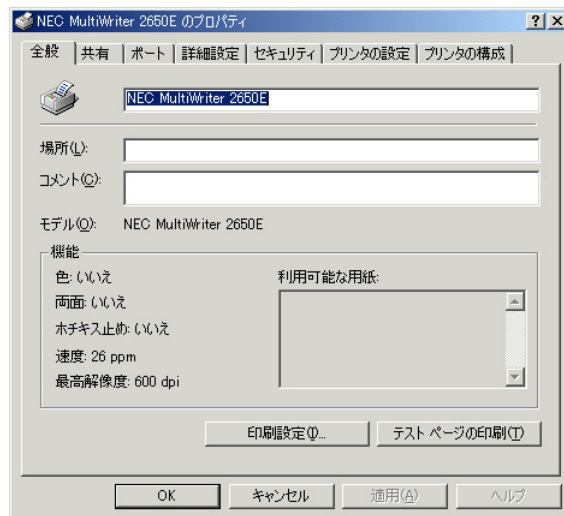 NEC MultiWriter 2650E のプロパティ
全般 共有 ポート 詳細設定 セキュリティ プリンタの設定 プリンタの構成
NEC MultiWriter 2650E
場所(L):
コメント(C):
モデル(O): NEC MultiWriter 2650E
機能
色: いいえ 利用可能な用紙:
両面: いいえ
ホチキス止め: いいえ
速度: 26 ppm
最高解像度: 600 dpi
印刷設定(I)... テスト ページの印刷(T)
OK キャンセル 適用(A) ヘルプ